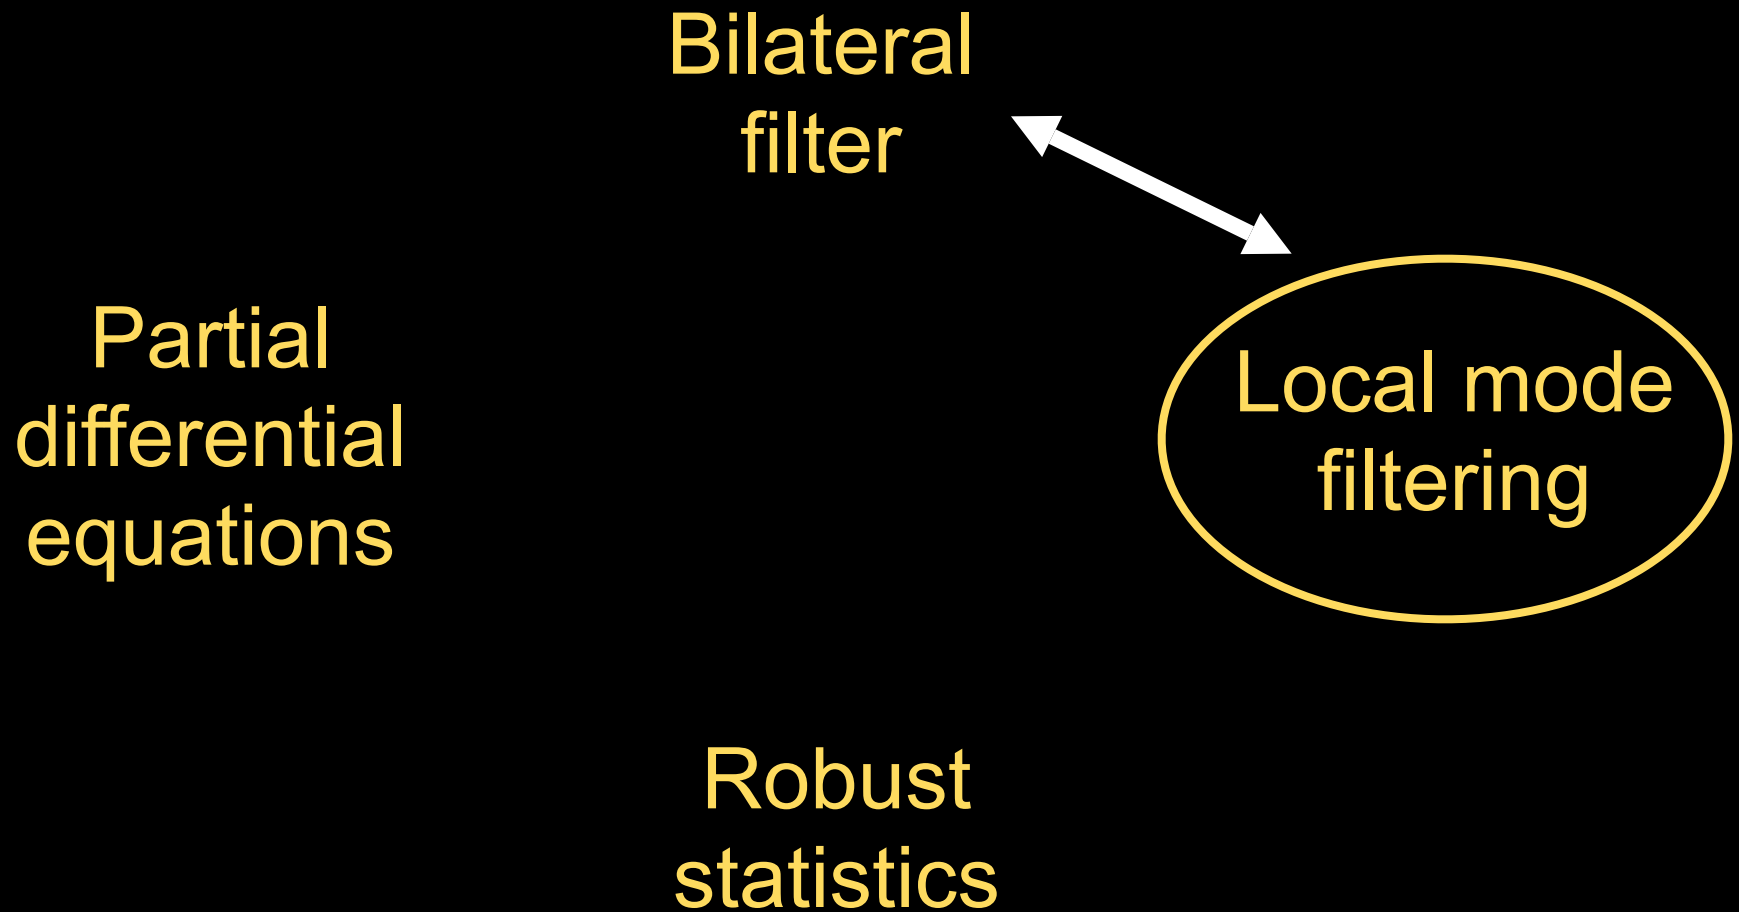 Bilateral
filter
Partial
differential
equations
Local mode
filtering
Robust
statistics